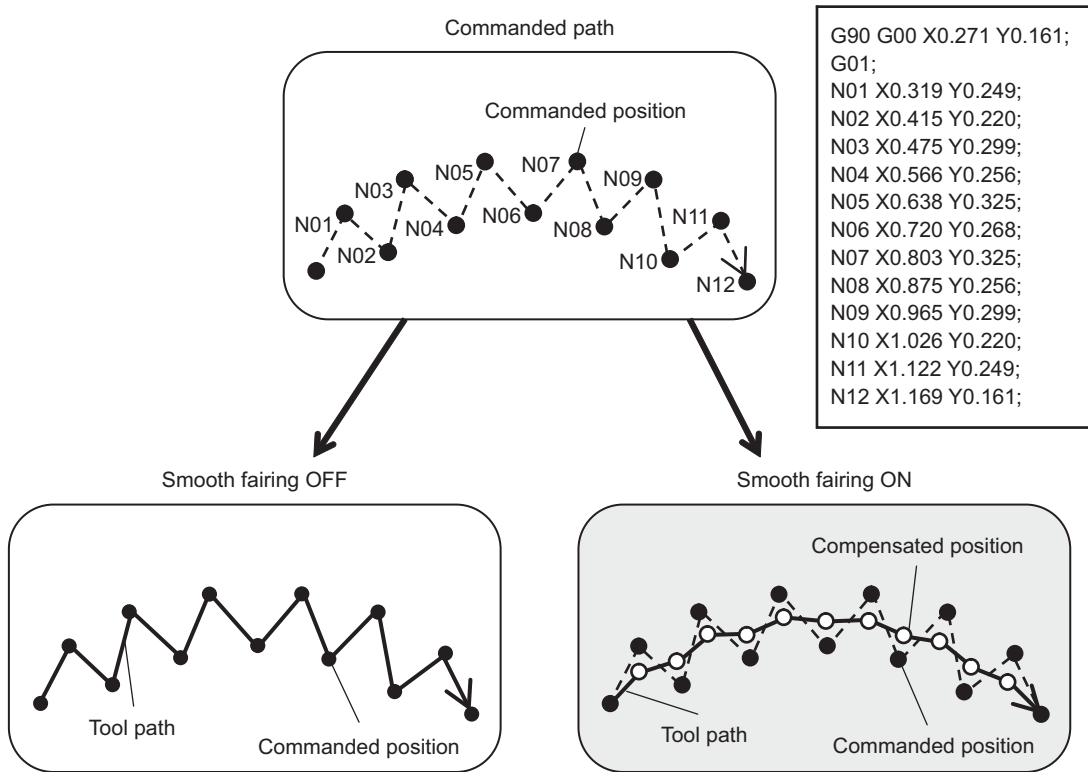 Commanded path
Commanded position
N01
N02
N03
N04
N05
N06
N07
N08
N09
N10
N11
N12
G90 G00 X0.271 Y0.161;
G01;
N01 X0.319 Y0.249;
N02 X0.415 Y0.220;
N03 X0.475 Y0.299;
N04 X0.566 Y0.256;
N05 X0.638 Y0.325;
N06 X0.720 Y0.268;
N07 X0.803 Y0.325;
N08 X0.875 Y0.256;
N09 X0.965 Y0.299;
N10 X1.026 Y0.220;
N11 X1.122 Y0.249;
N12 X1.169 Y0.161;
Smooth fairing OFF
Tool path
Commanded position
Smooth fairing ON
Compensated position
Tool path
Commanded position